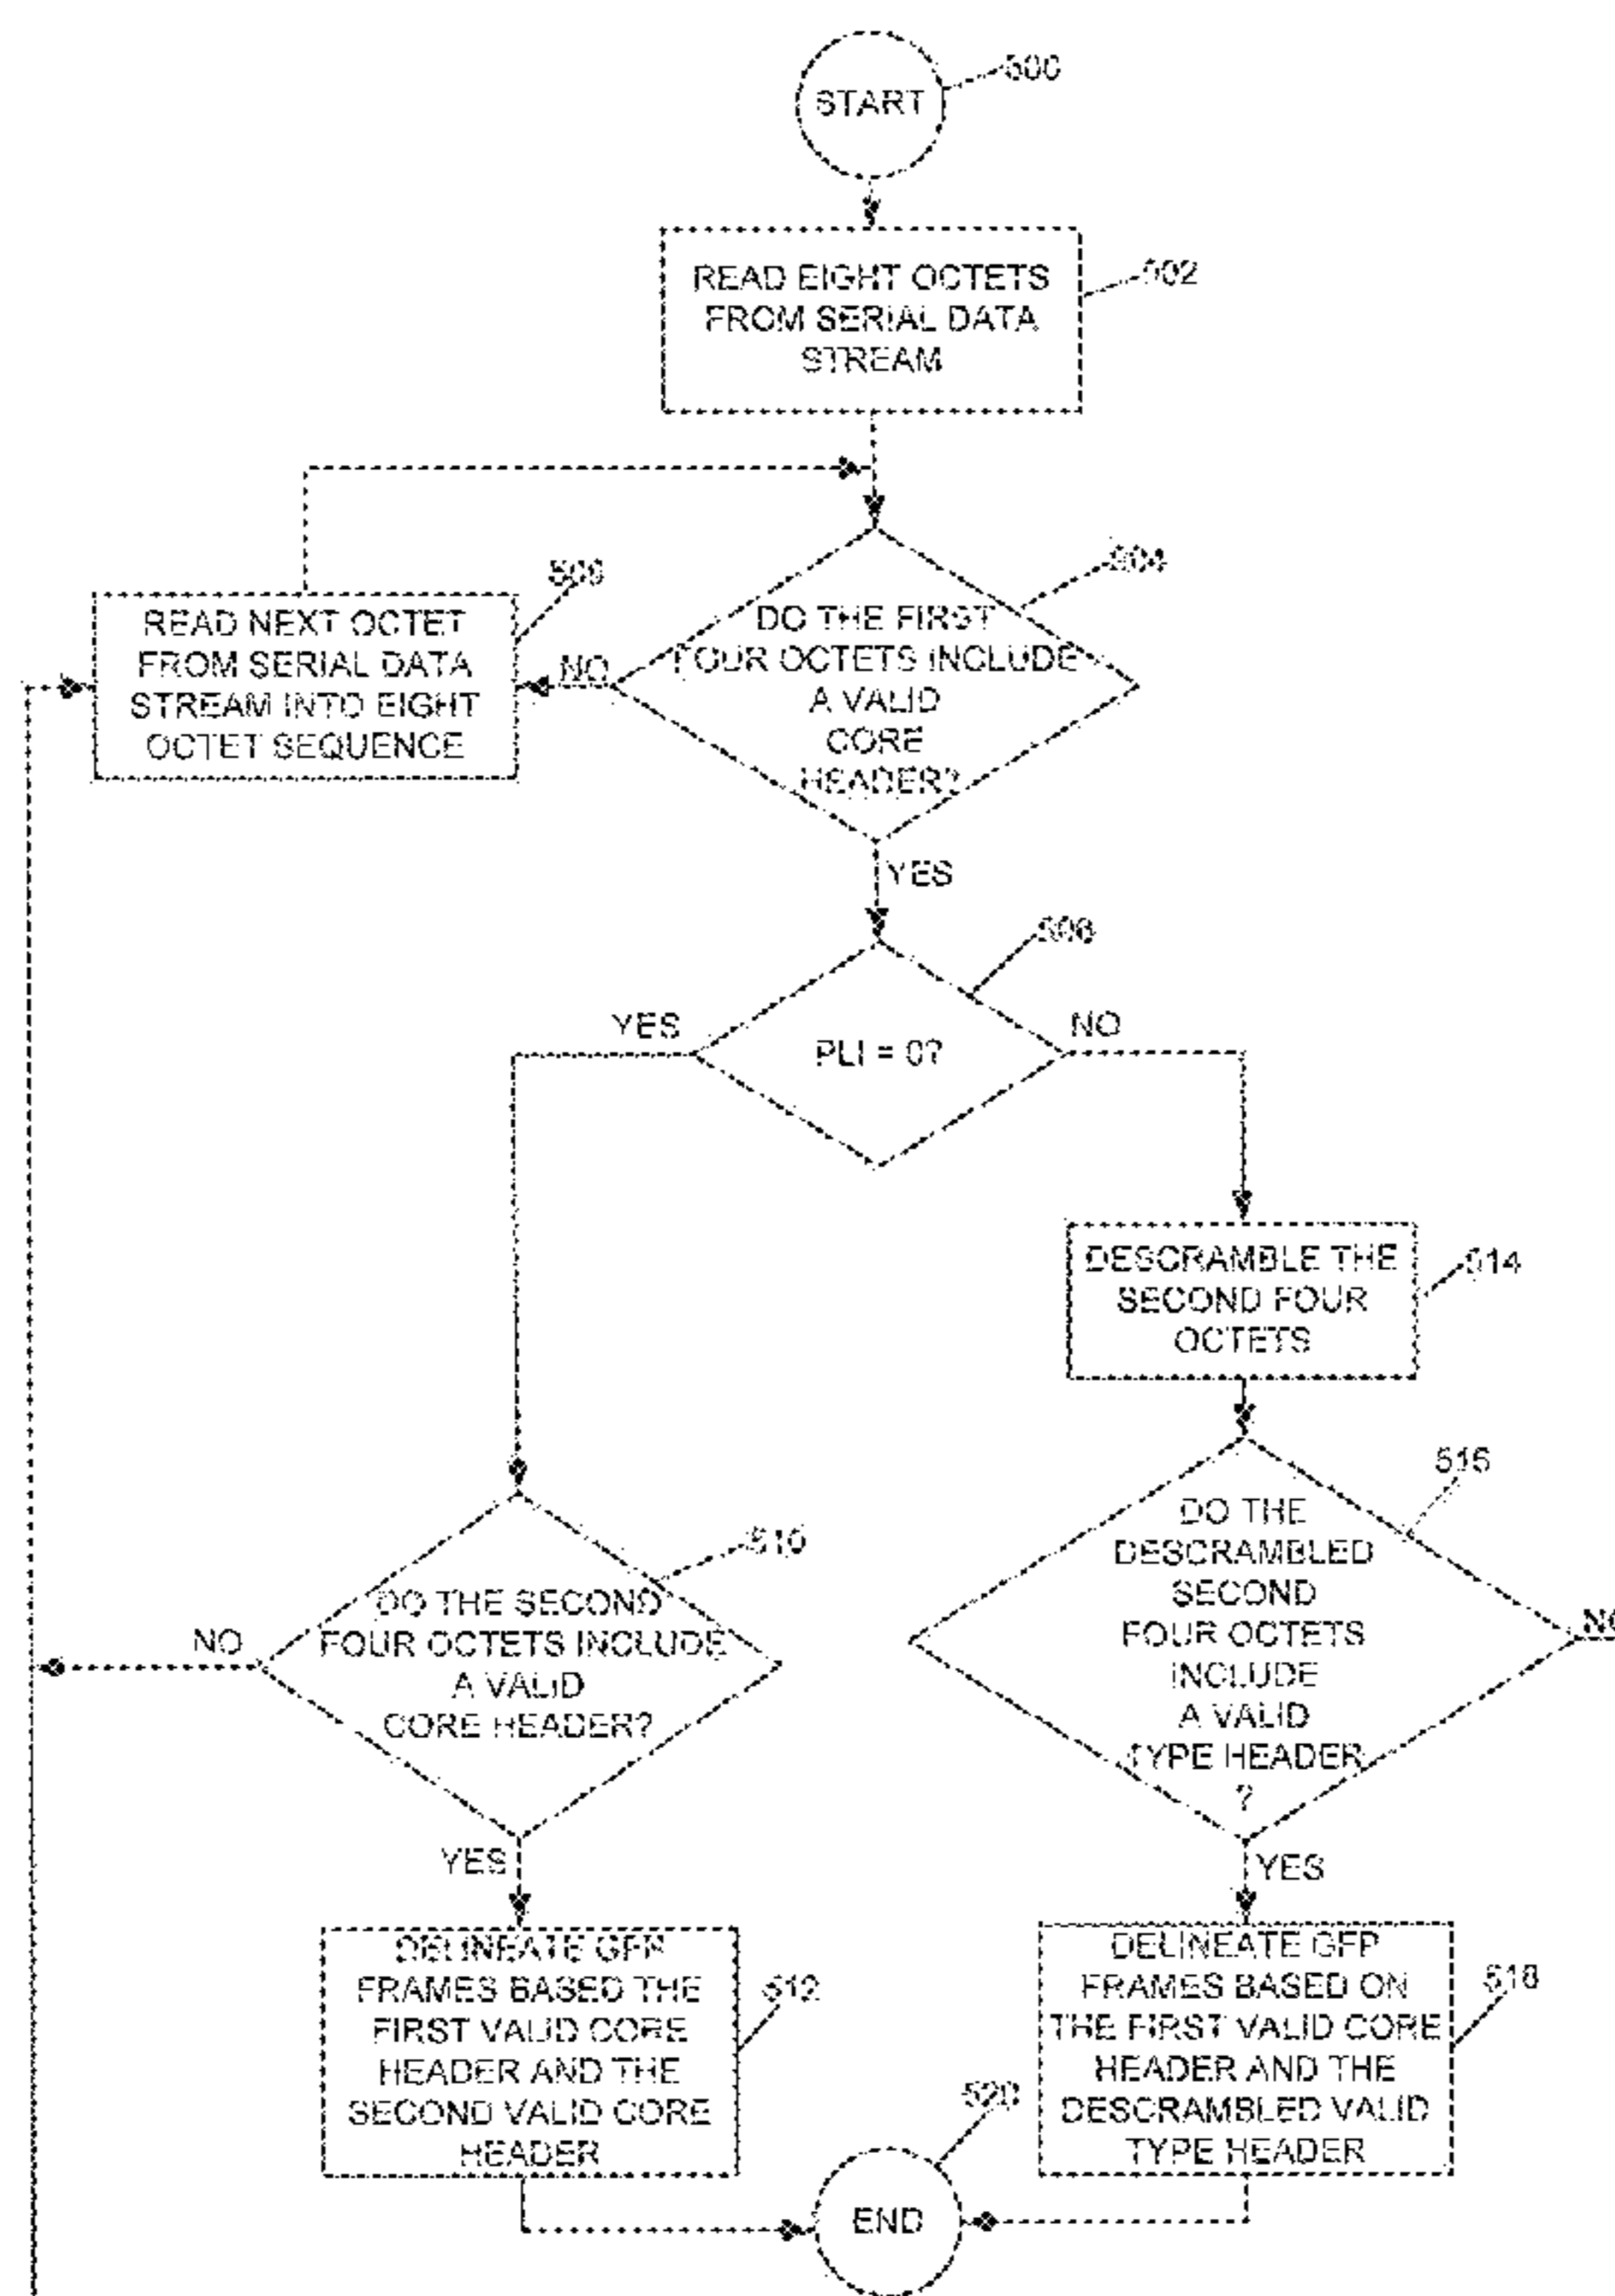 START
500
READ EIGHT OCTETS
FROM SERIAL DATA
STREAM
502
DO THE FIRST
FOUR OCTETS INCLUDE
A VALID
CORE
HEADER?
504
NO
READ NEXT OCTET
FROM SERIAL DATA
STREAM INTO EIGHT
OCTET SEQUENCE
YES
PLI = 0?
YES
NO
DESCRAMBLE THE
SECOND FOUR
OCTETS
514
DO THE SECOND
FOUR OCTETS INCLUDE
A VALID
CORE HEADER?
510
NO
DO THE
DESCRAMBLED
SECOND
FOUR OCTETS
INCLUDE
A VALID
TYPE HEADER
?
516
NO
YES
YES
DELINEATE GFP
FRAMES BASED THE
FIRST VALID CORE
HEADER AND THE
SECOND VALID CORE
HEADER
512
DELINEATE GFP
FRAMES BASED ON
THE FIRST VALID CORE
HEADER AND THE
DESCRAMBLED VALID
TYPE HEADER
518
END
520